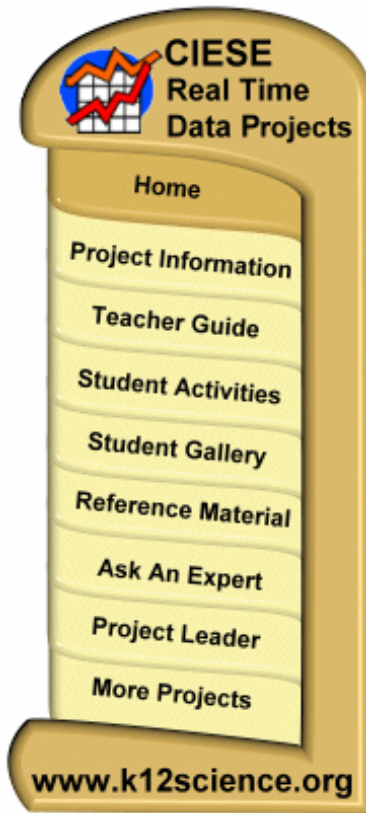 CIESE
Real Time
Data Projects
Home
Project Information
Teacher Guide
Student Activities
Student Gallery
Reference Material
Ask An Expert
Project Leader
More Projects
www.k12science.org